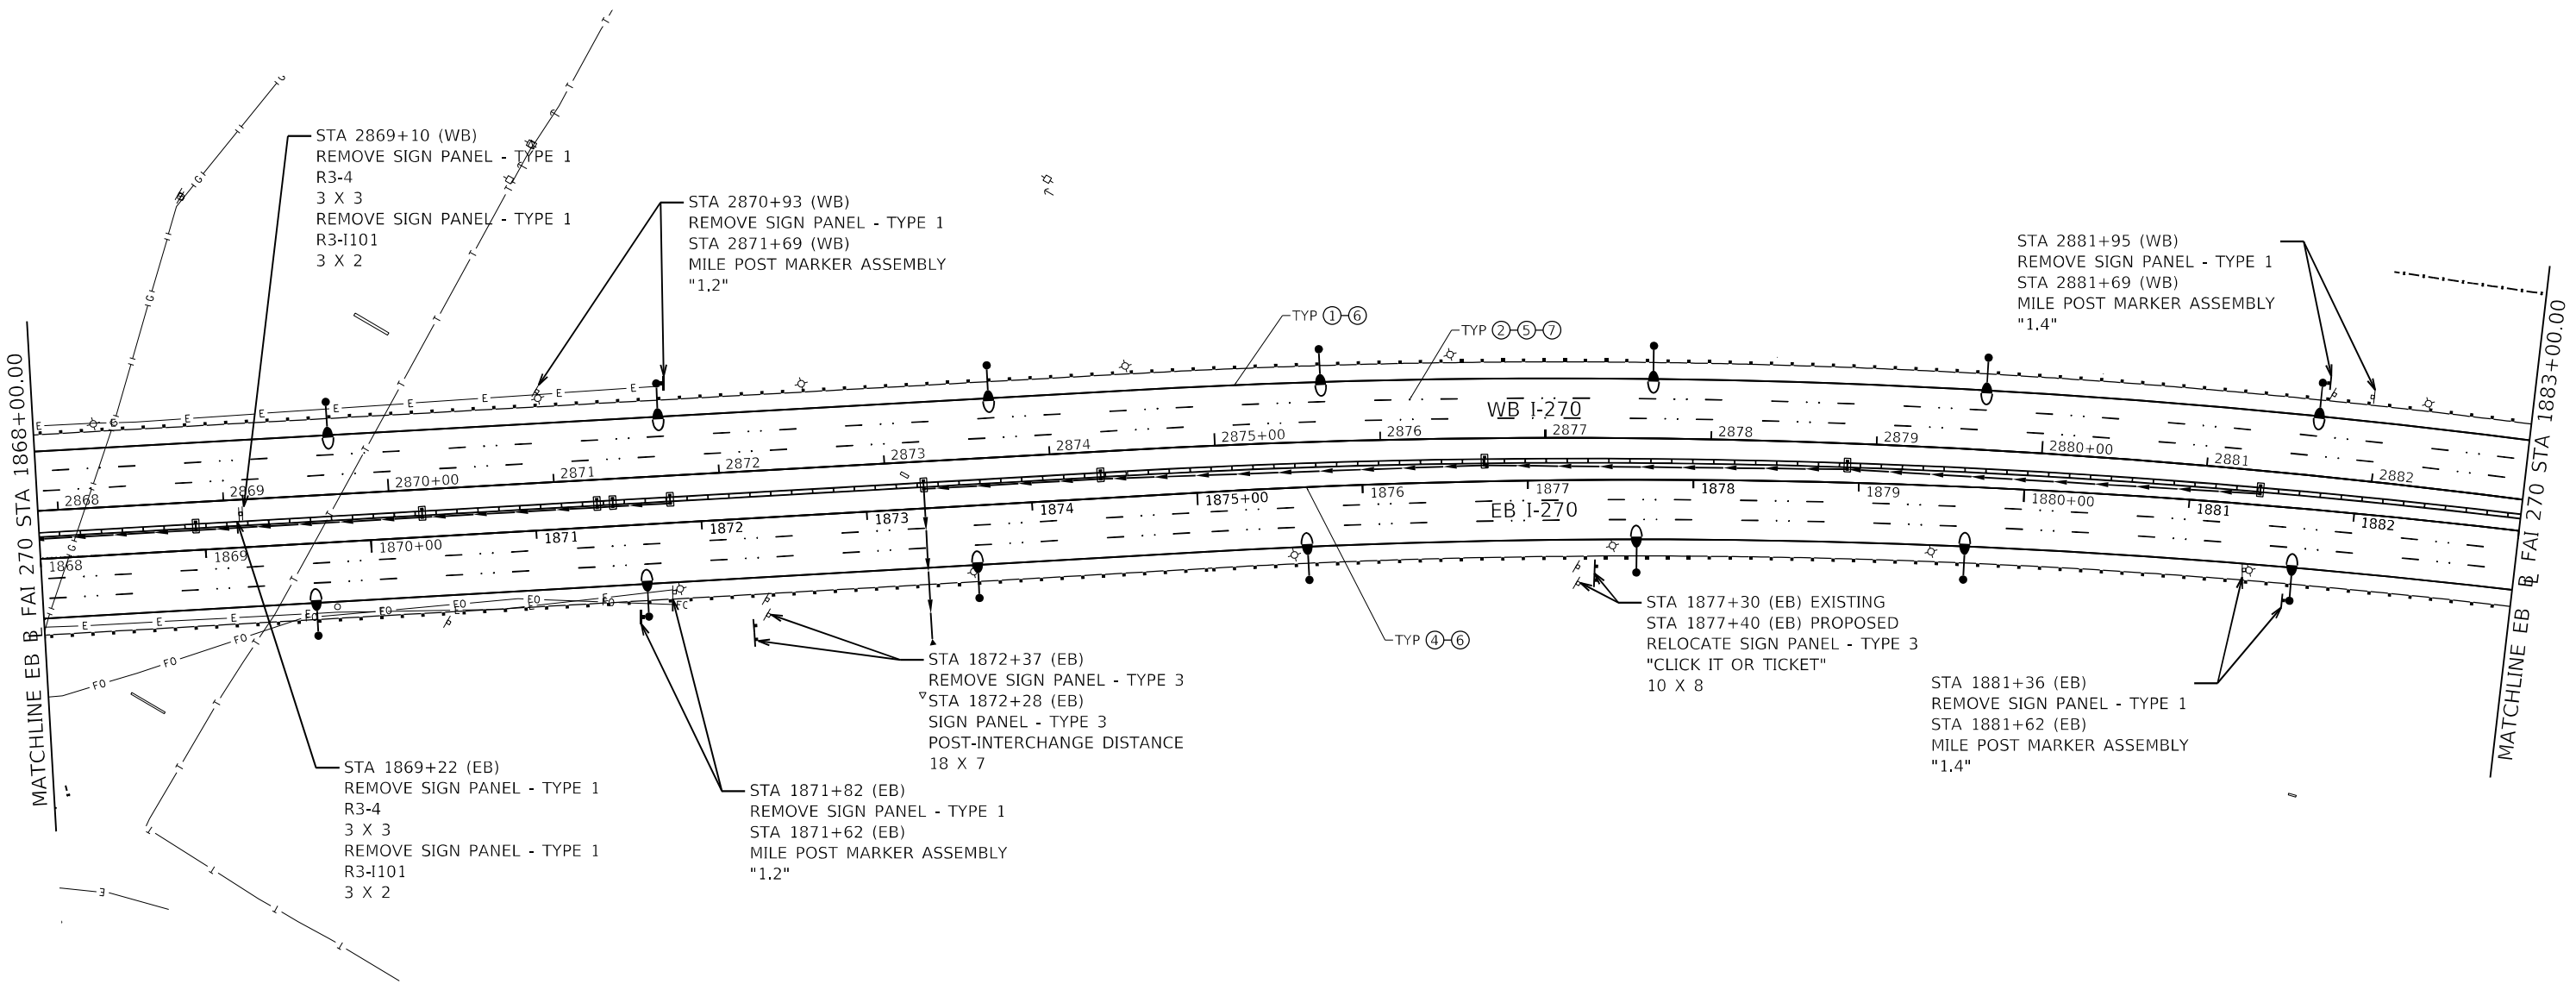 STA 2869+10 (WB)
REMOVE SIGN PANEL - TYPE 1
R3-4
3 X 3
REMOVE SIGN PANEL - TYPE 1
R3-I101
3 X 2
STA 2870+93 (WB)
REMOVE SIGN PANEL - TYPE 1
STA 2871+69 (WB)
MILE POST MARKER ASSEMBLY
"1.2"
STA 2881+95 (WB)
REMOVE SIGN PANEL - TYPE 1
STA 2881+69 (WB)
MILE POST MARKER ASSEMBLY
"1.4"
TYP 1-6
TYP 2-5-7
MATCHLINE EB ℄ FAI 270 STA 1868+00.00
MATCHLINE EB ℄ FAI 270 STA 1883+00.00
WB I-270
2868
2869
2870+00
2871
2872
2873
2874
2875+00
2876
2877
2878
2879
2880+00
2881
2882
EB I-270
1868
1869
1870+00
1871
1872
1873
1874
1875+00
1876
1877
1878
1879
1880+00
1881
1882
TYP 4-6
STA 1877+30 (EB) EXISTING
STA 1877+40 (EB) PROPOSED
RELOCATE SIGN PANEL - TYPE 3
"CLICK IT OR TICKET"
10 X 8
STA 1872+37 (EB)
REMOVE SIGN PANEL - TYPE 3
STA 1872+28 (EB)
SIGN PANEL - TYPE 3
POST-INTERCHANGE DISTANCE
18 X 7
STA 1881+36 (EB)
REMOVE SIGN PANEL - TYPE 1
STA 1881+62 (EB)
MILE POST MARKER ASSEMBLY
"1.4"
STA 1869+22 (EB)
REMOVE SIGN PANEL - TYPE 1
R3-4
3 X 3
REMOVE SIGN PANEL - TYPE 1
R3-I101
3 X 2
STA 1871+82 (EB)
REMOVE SIGN PANEL - TYPE 1
STA 1871+62 (EB)
MILE POST MARKER ASSEMBLY
"1.2"